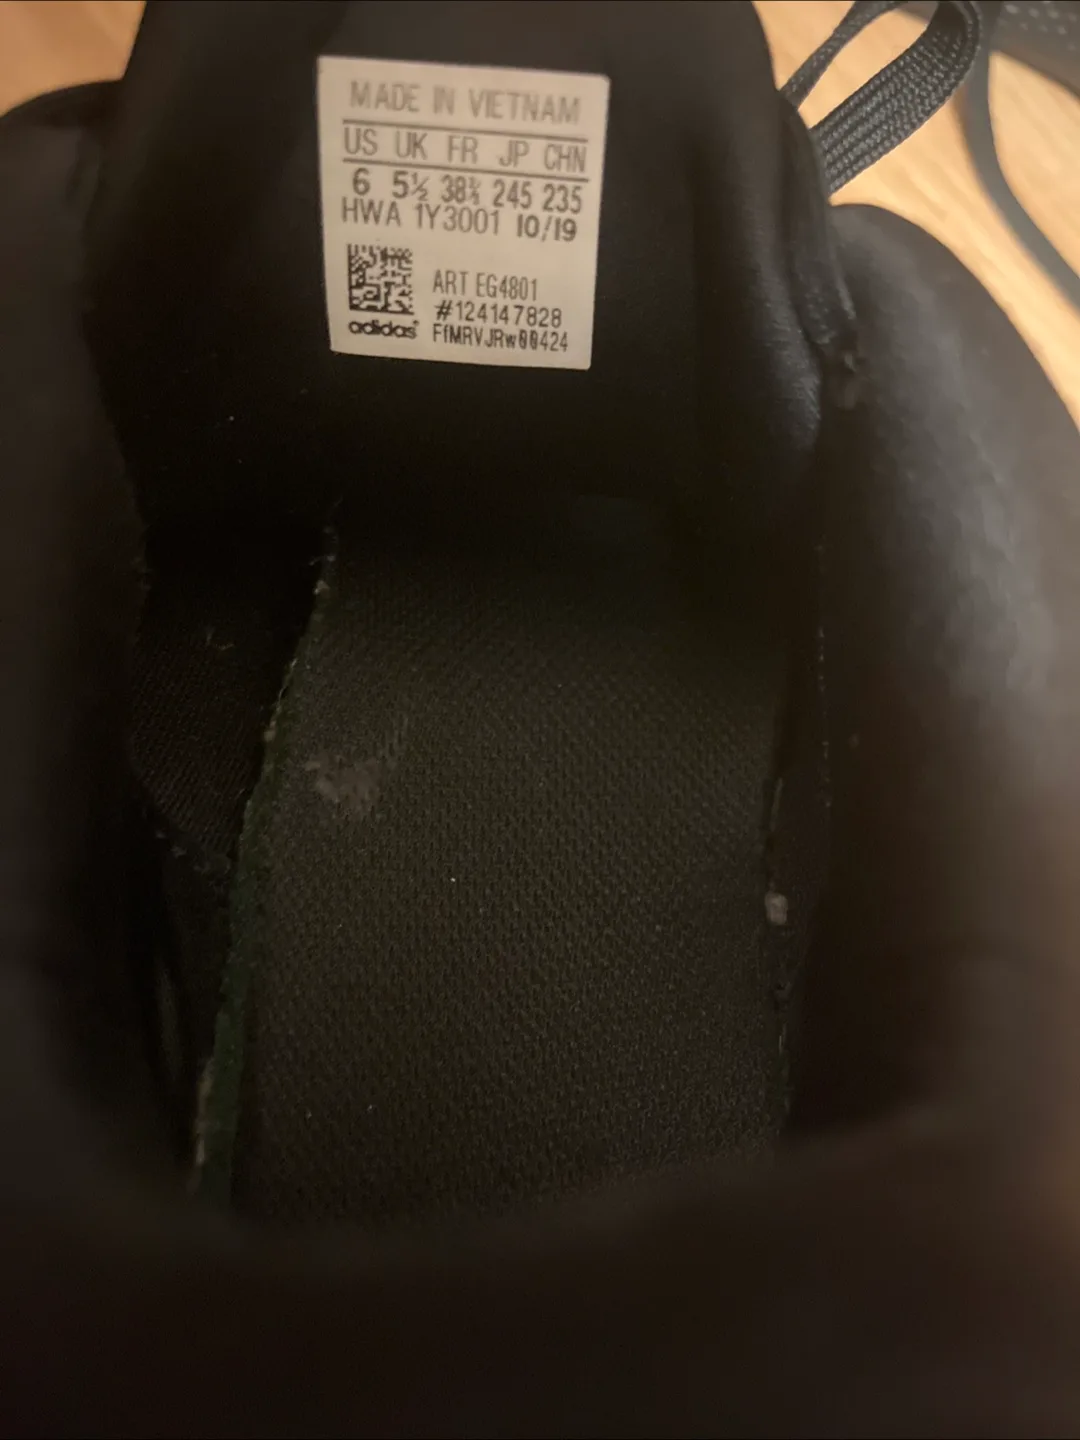 MADE IN VIETNAM
US UK FR JP CHN
6 5½ 38⅔ 245 235
HWA 1Y3001 10/19
ART EG4801
#124147828
adidas FfMRVJRw00424